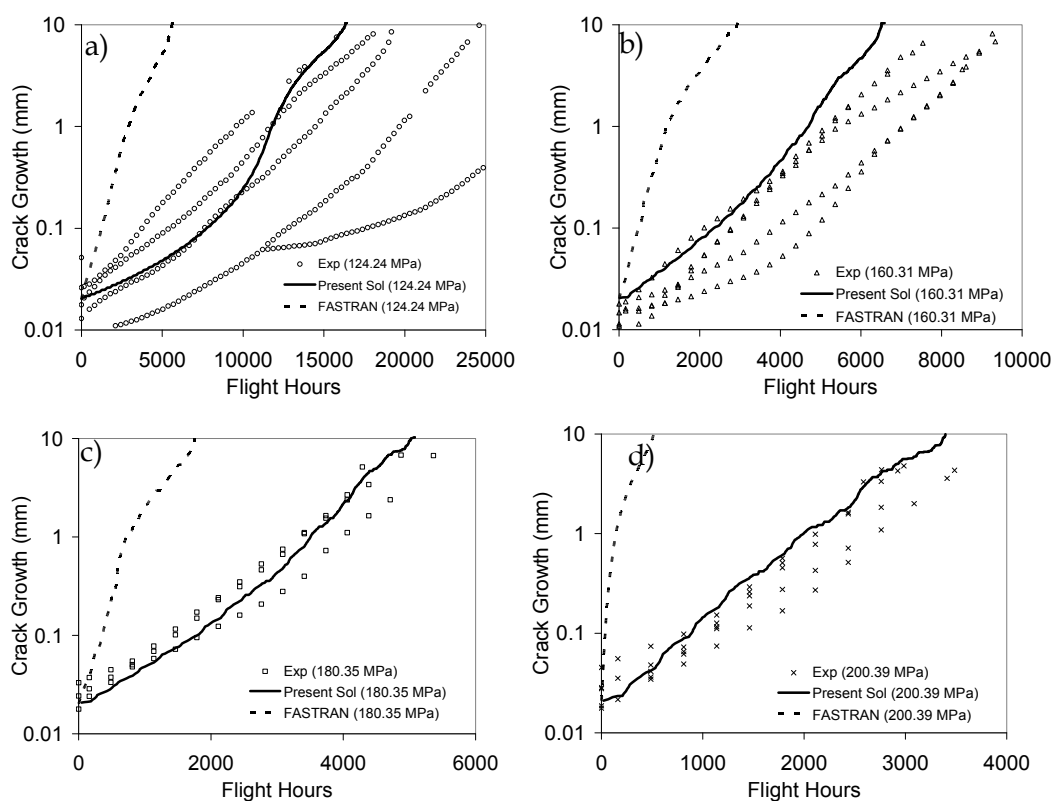 a)
10
1
0.1
0.01
Crack Growth (mm)
Exp (124.24 MPa)
Present Sol (124.24 MPa)
FASTRAN (124.24 MPa)
0 5000 10000 15000 20000 25000
Flight Hours
b)
10
1
0.1
0.01
Crack Growth (mm)
Exp (160.31 MPa)
Present Sol (160.31 MPa)
FASTRAN (160.31 MPa)
0 2000 4000 6000 8000 10000
Flight Hours
c)
10
1
0.1
0.01
Crack Growth (mm)
Exp (180.35 MPa)
Present Sol (180.35 MPa)
FASTRAN (180.35 MPa)
0 2000 4000 6000
Flight Hours
d)
10
1
0.1
0.01
Crack Growth (mm)
Exp (200.39 MPa)
Present Sol (200.39 MPa)
FASTRAN (200.39 MPa)
0 1000 2000 3000 4000
Flight Hours